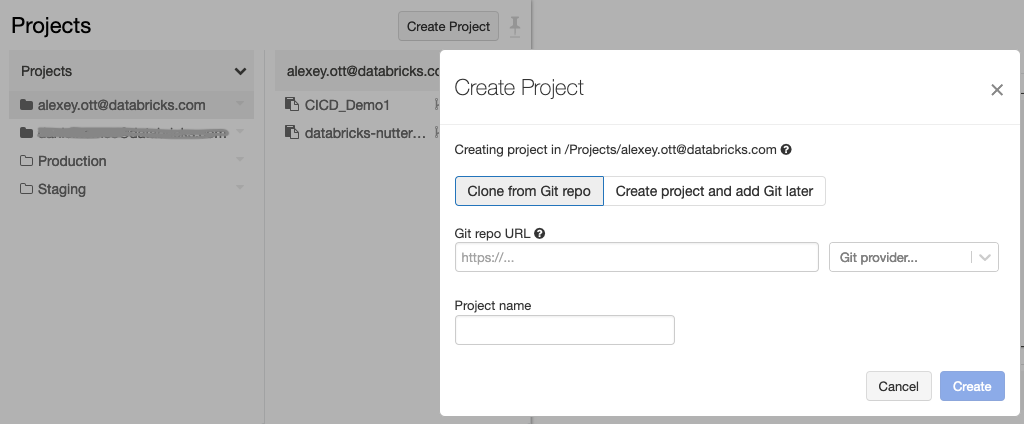 Projects
Create Project
Projects
alexey.ott@databricks.com
Production
Staging
alexey.ott@databricks.cc
CICD_Demo1
databricks-nutter...
Create Project
Creating project in /Projects/alexey.ott@databricks.com
Clone from Git repo
Create project and add Git later
Git repo URL
https://...
Git provider...
Project name
Cancel
Create